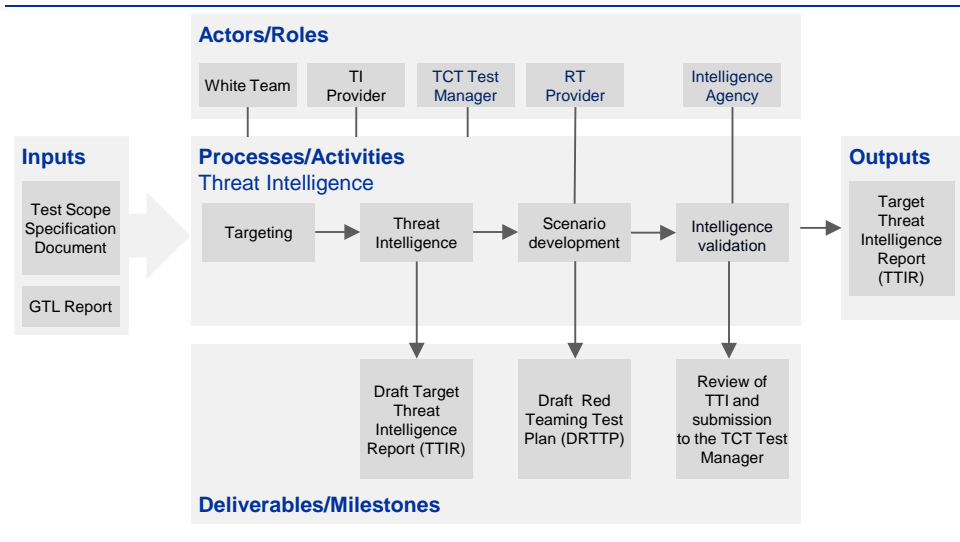 Actors/Roles
White Team
TI
Provider
TCT Test
Manager
RT
Provider
Intelligence
Agency
Inputs
Test Scope
Specification
Document
GTL Report
Processes/Activities
Threat Intelligence
Targeting
Threat
Intelligence
Scenario
development
Intelligence
validation
Outputs
Target
Threat
Intelligence
Report
(TTIR)
Draft Target
Threat
Intelligence
Report (TTIR)
Draft Red
Teaming Test
Plan (DRTTP)
Review of
TTI and
submission
to the TCT Test
Manager
Deliverables/Milestones